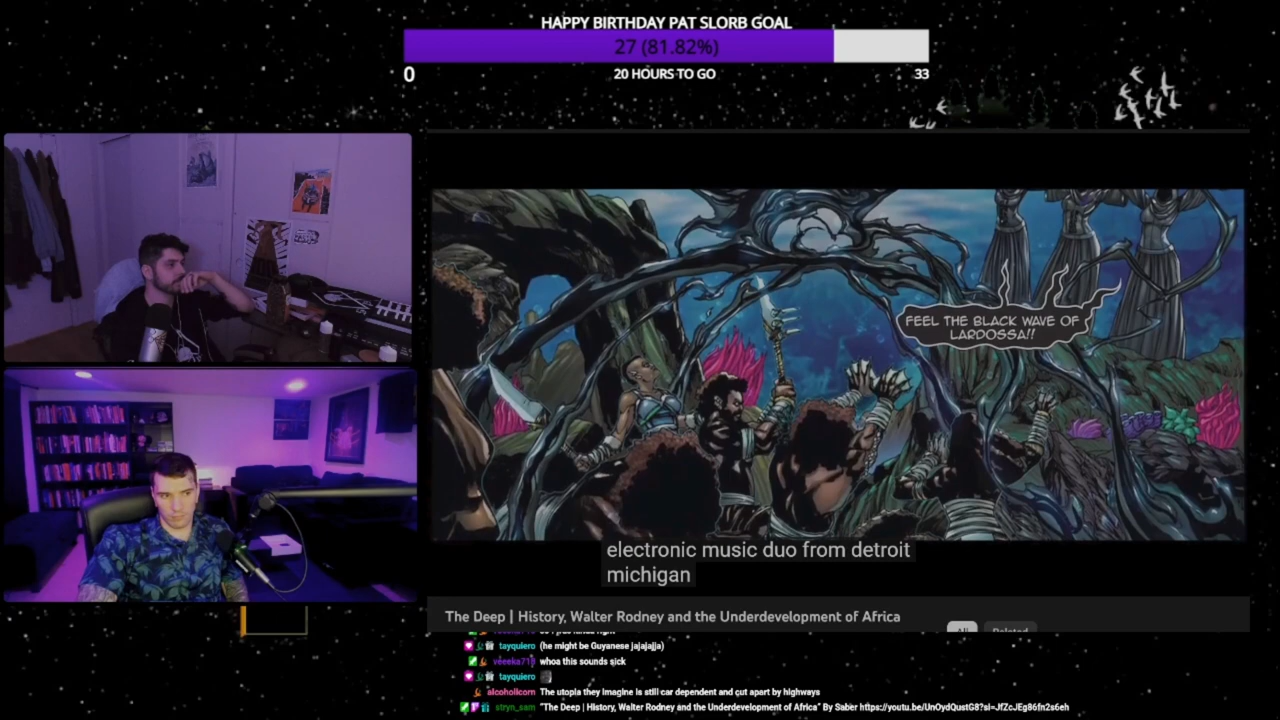 HAPPY BIRTHDAY PAT SLORB GOAL
27 (81.82%)
0
20 HOURS TO GO
33
FEEL THE BLACK WAVE OF
LARDOSSA!!
electronic music duo from detroit
michigan
The Deep | History, Walter Rodney and the Underdevelopment of Africa
All
Related
tayquiero (he might be Guyanese jajajajja)
whoa this sounds sick
tayquiero
alcoholicorn The utopia they imagine is still car dependent and cut apart by highways
stryn_sam "The Deep | History, Walter Rodney and the Underdevelopment of Africa" By Saber https://youtu.be/UnOydQustG8?si=JfZcJEg86fn2s6eh